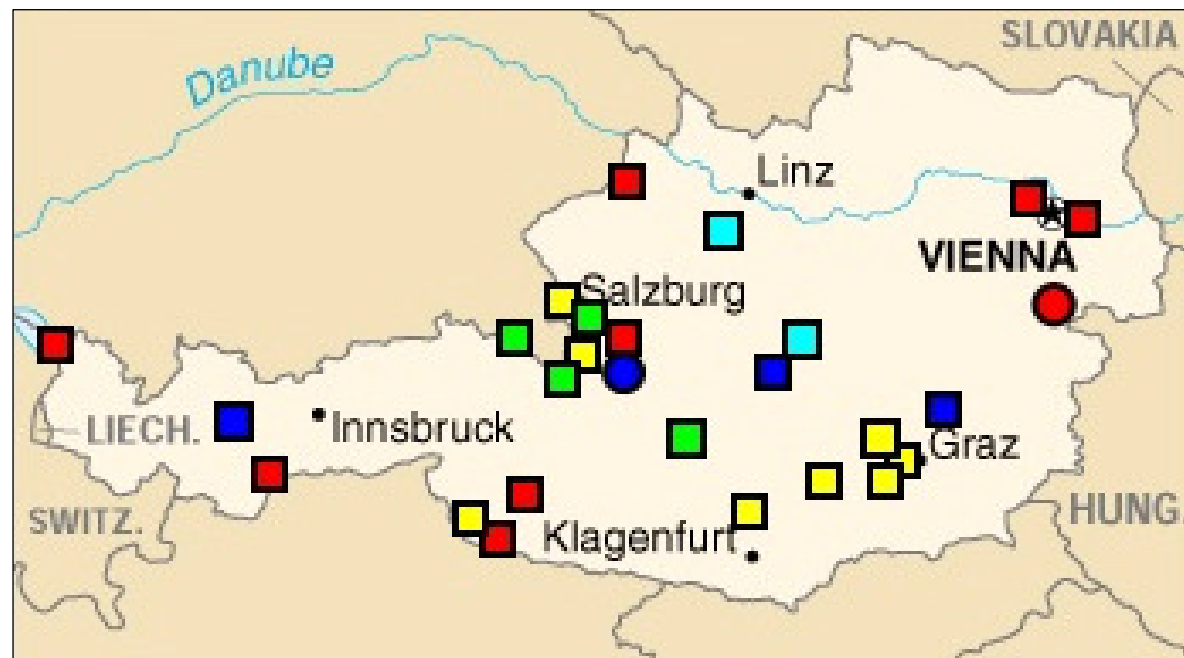 SLOVAKIA
Danube
Linz
VIENNA
Salzburg
LIECH.
Innsbruck
Graz
SWITZ.
HUNG.
Klagenfurt